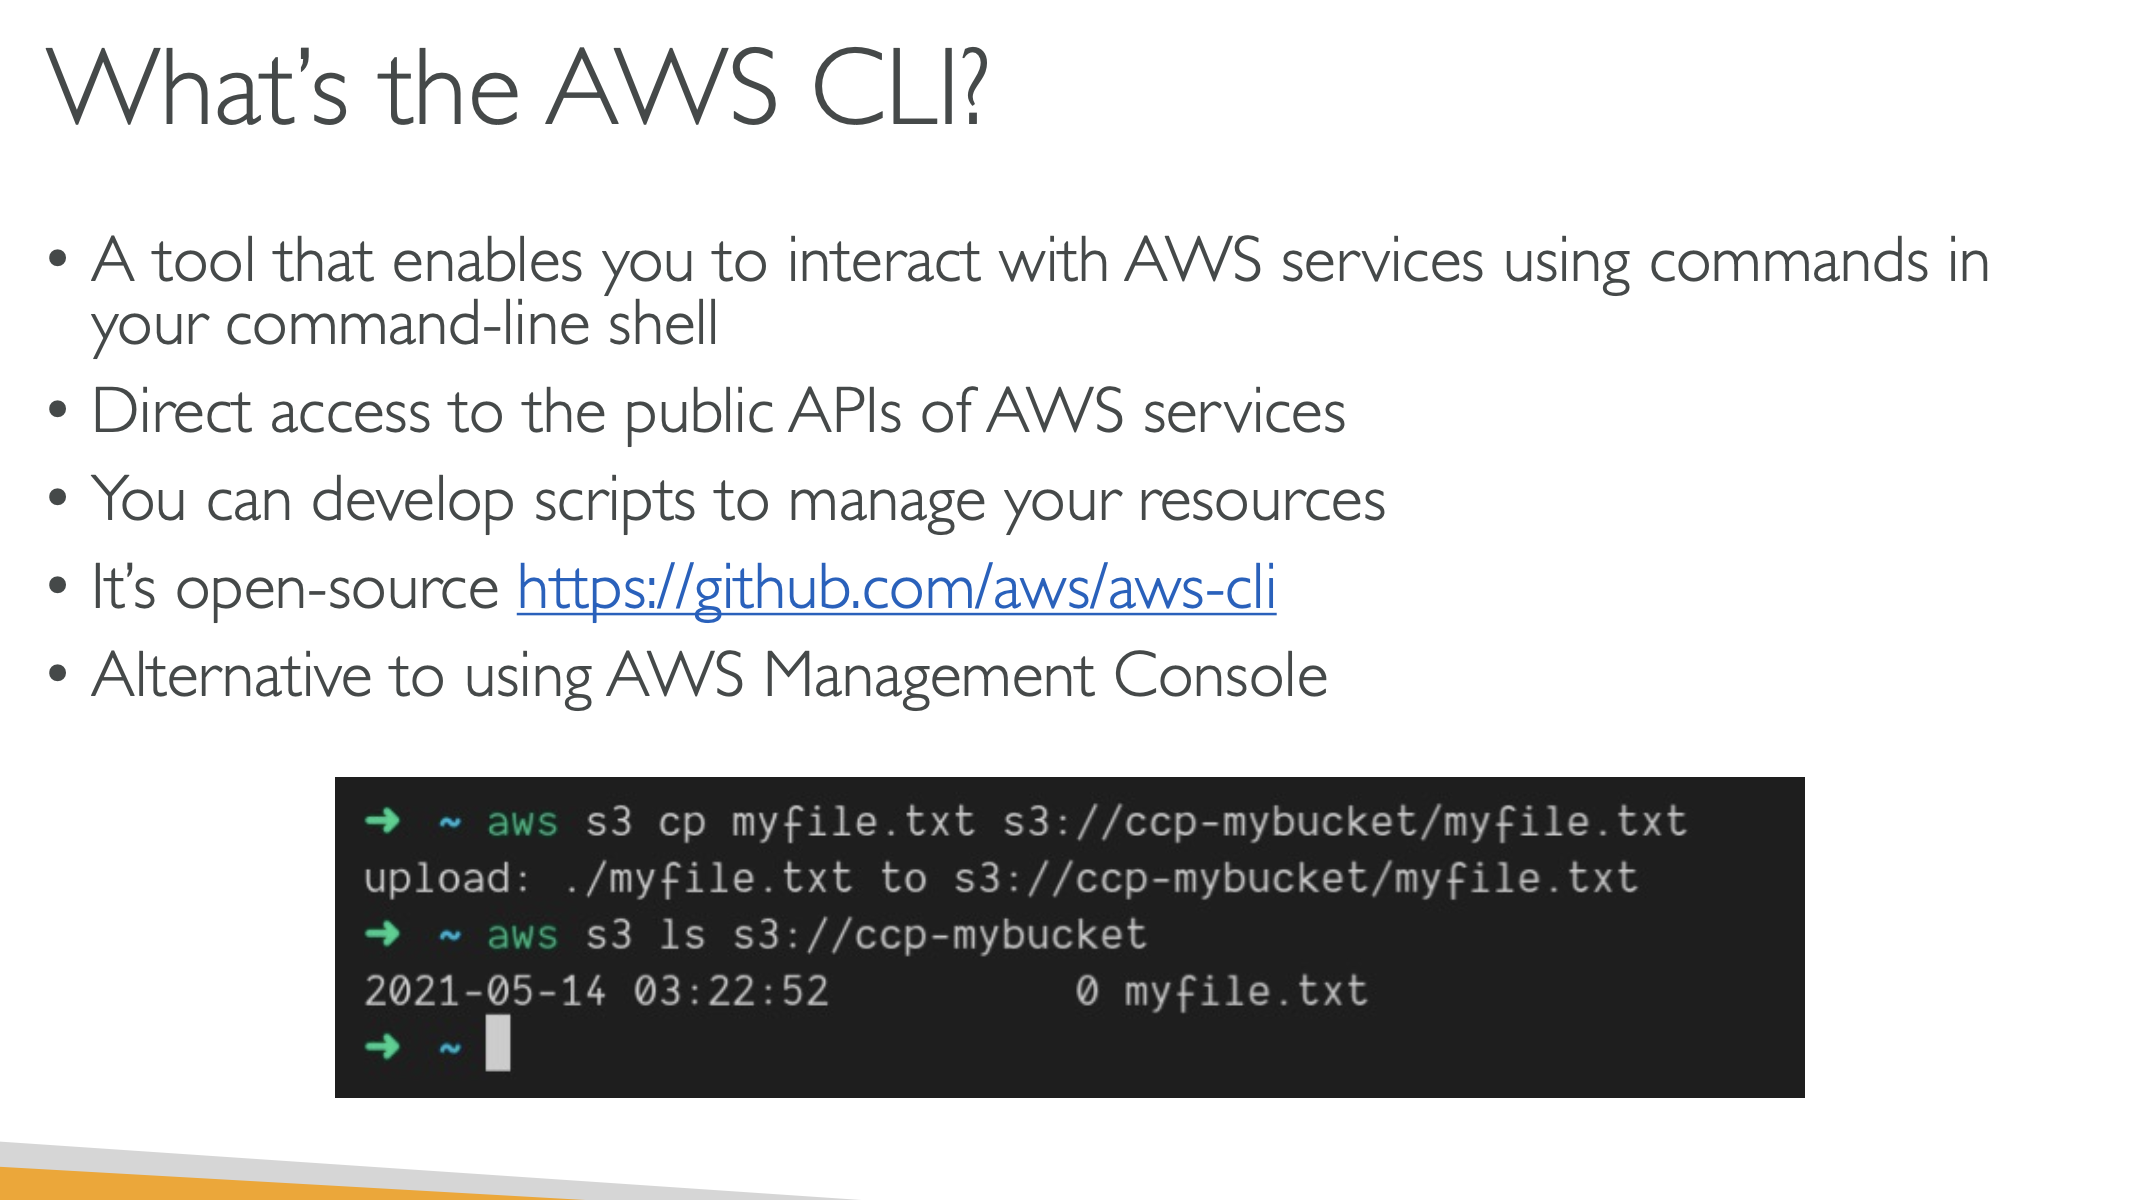 What’s the AWS CLI?
• A tool that enables you to interact with AWS services using commands in
your command-line shell
• Direct access to the public APIs of AWS services
• You can develop scripts to manage your resources
• It’s open-source https://github.com/aws/aws-cli
• Alternative to using AWS Management Console
➜ ~ aws s3 cp myfile.txt s3://ccp-mybucket/myfile.txt
upload: ./myfile.txt to s3://ccp-mybucket/myfile.txt
➜ ~ aws s3 ls s3://ccp-mybucket
2021-05-14 03:22:52 0 myfile.txt
➜ ~